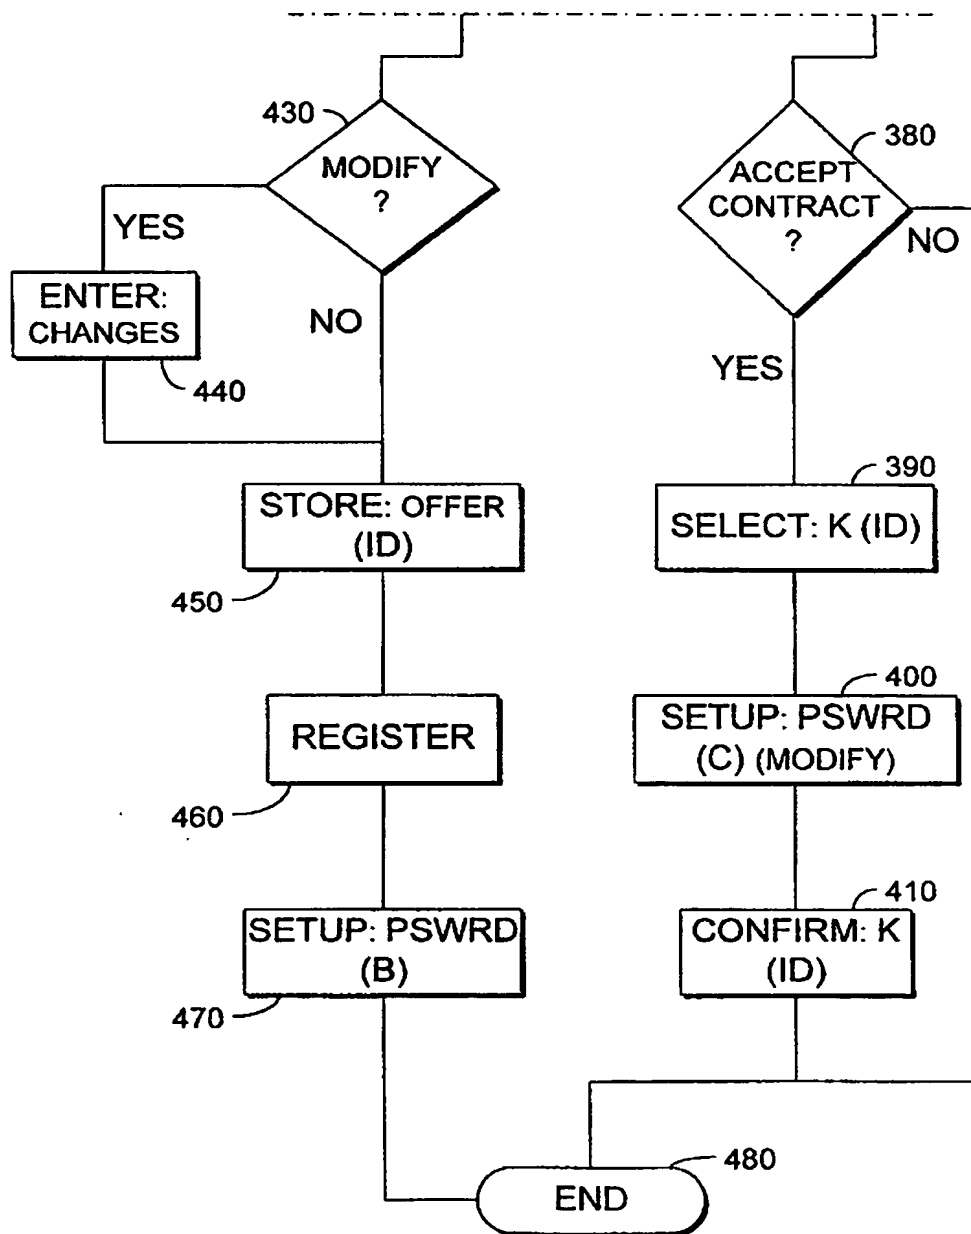 430
MODIFY
?
YES
ENTER:
CHANGES
440
NO
STORE: OFFER
(ID)
450
REGISTER
460
SETUP: PSWRD
(B)
470
380
ACCEPT
CONTRACT
?
NO
YES
390
SELECT: K (ID)
400
SETUP: PSWRD
(C) (MODIFY)
410
CONFIRM: K
(ID)
480
END